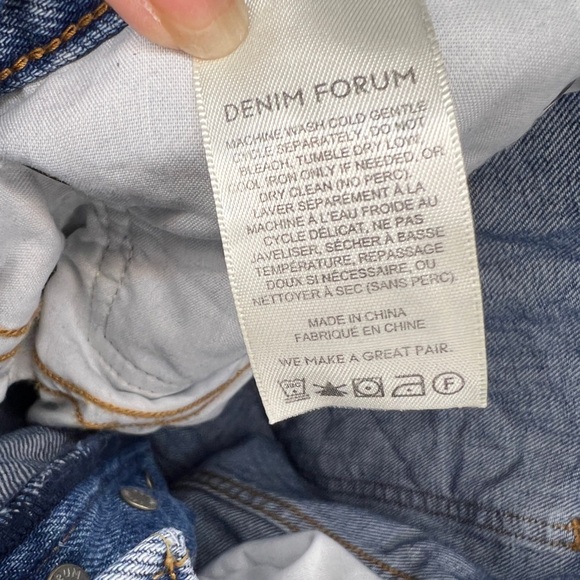 DENIM FORUM
MACHINE WASH COLD GENTLE
CYCLE SEPARATELY, DO NOT
BLEACH, TUMBLE DRY LOW,
COOL IRON ONLY IF NEEDED, OR
DRY CLEAN (NO PERC).
LAVER SÉPARÉMENT À LA
MACHINE À L'EAU FROIDE AU
CYCLE DÉLICAT, NE PAS
JAVELISER, SÉCHER À BASSE
TEMPÉRATURE, REPASSAGE
DOUX SI NÉCESSAIRE, OU
NETTOYER À SEC (SANS PERC).
MADE IN CHINA
FABRIQUÉ EN CHINE
WE MAKE A GREAT PAIR.
30C
F